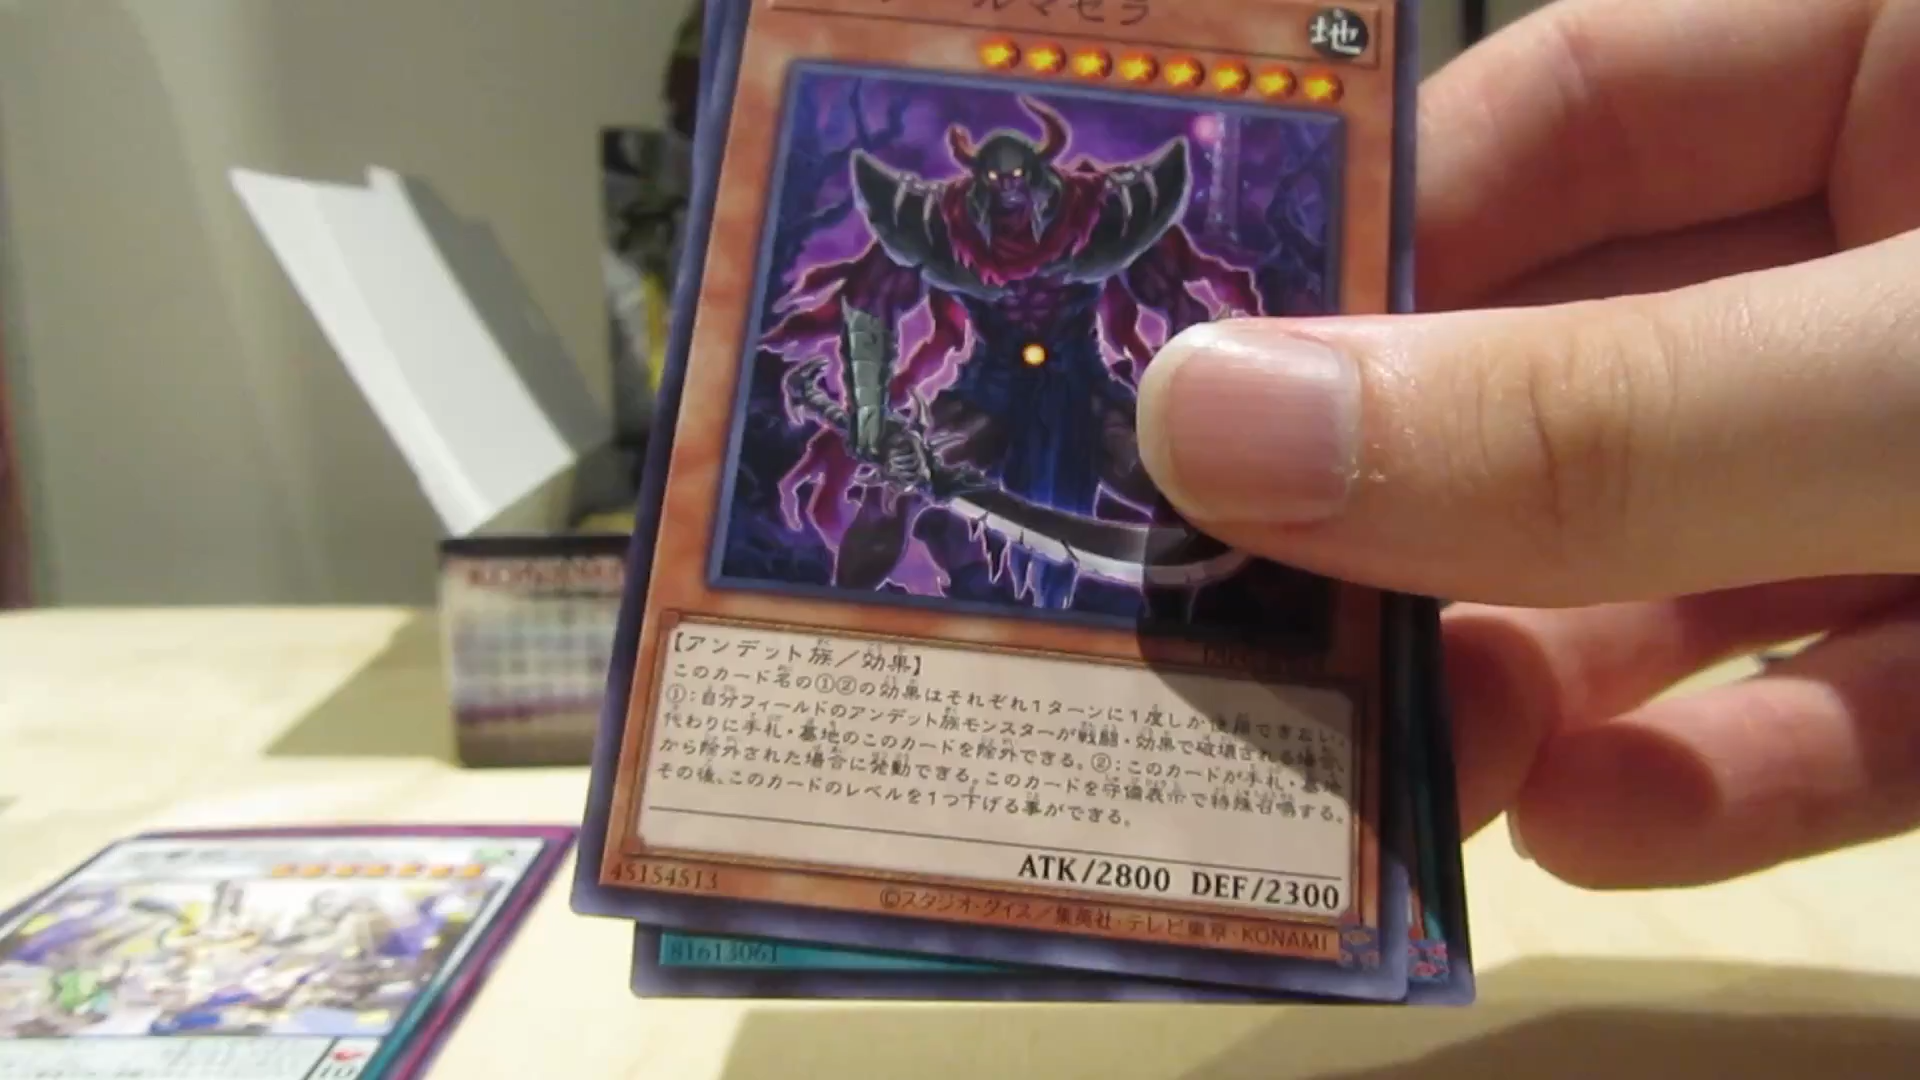 ルマゼラ
地
【アンデット族／効果】
このカード名の①②の効果はそれぞれ1ターンに1度しか使用できない。
①：自分フィールドのアンデット族モンスターが戦闘・効果で破壊される場合、
代わりに手札・墓地のこのカードを除外できる。②：このカードが手札・墓地
から除外された場合に発動できる。このカードを守備表示で特殊召喚する。
その後、このカードのレベルを1つ下げる事ができる。
ATK/2800 DEF/2300
45154513
©スタジオ・ダイス／集英社・テレビ東京・KONAMI
81613061
KONAMI
10